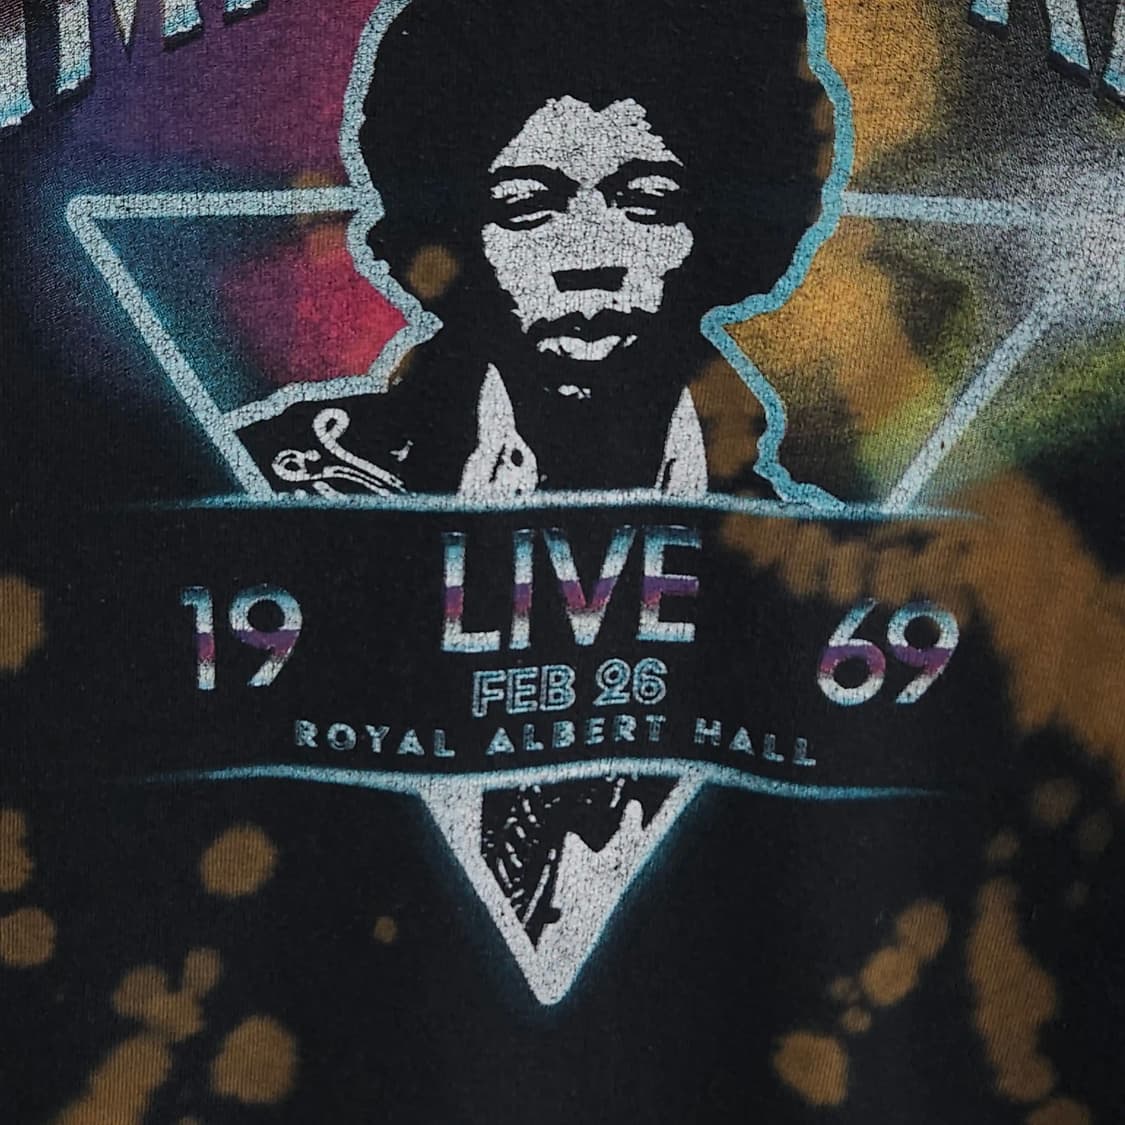 LIVE
19 69
FEB 26
ROYAL ALBERT HALL